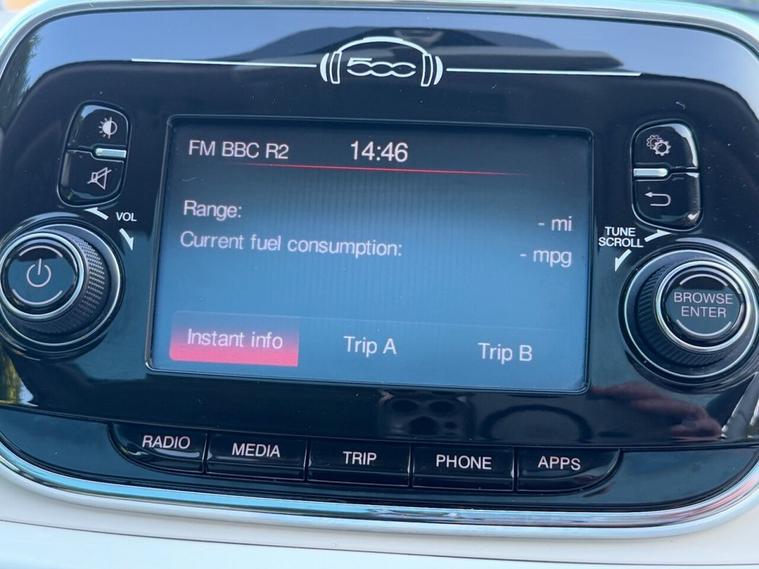 500
FM BBC R2 14:46
VOL
TUNE
SCROLL
Range: - mi
Current fuel consumption: - mpg
BROWSE
ENTER
Instant info Trip A Trip B
RADIO MEDIA TRIP PHONE APPS